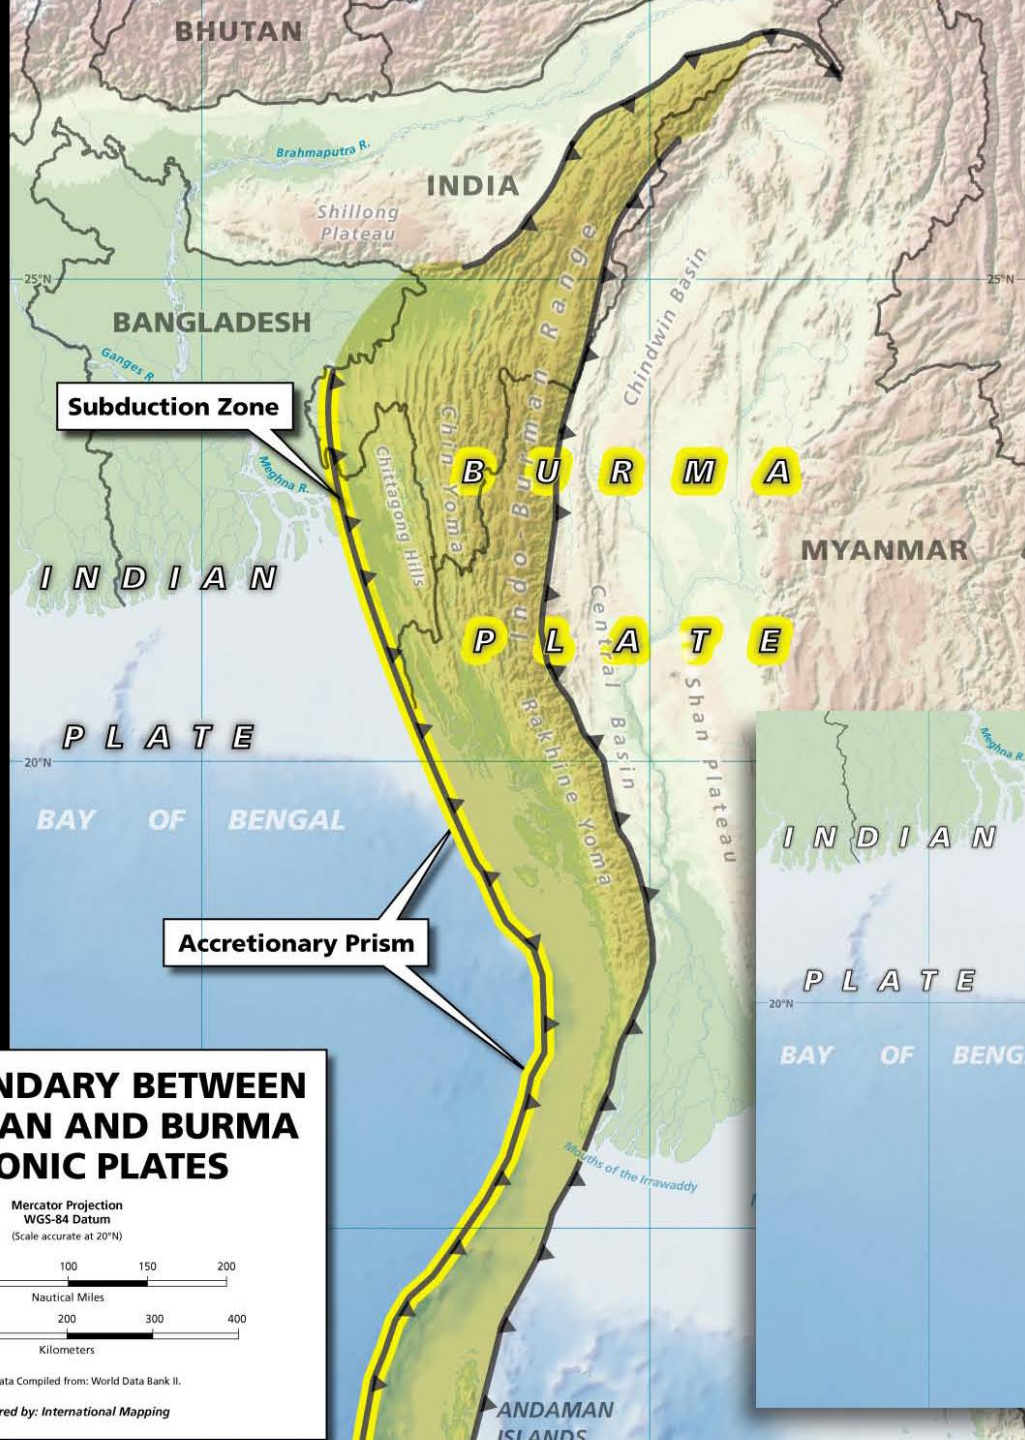 BHUTAN
Brahmaputra R.
INDIA
Shillong
Plateau
25°N
25°N
BANGLADESH
Ganges R.
Chindwin Basin
Indo-Burman Range
Subduction Zone
Chin Yoma
Chittagong Hills
Meghna R.
BURMA
MYANMAR
INDIAN
PLATE
Central Basin
Shan Plateau
Rakhine Yoma
PLATE
20°N
BAY OF BENGAL
Accretionary Prism
Meghna R.
INDIAN
PLATE
20°N
BAY OF BENG
NDARY BETWEEN
AN AND BURMA
ONIC PLATES
Mercator Projection
WGS-84 Datum
(Scale accurate at 20°N)
100 150 200
Nautical Miles
200 300 400
Kilometers
ata Compiled from: World Data Bank II.
red by: International Mapping
Mouths of the Irrawaddy
ANDAMAN
ISLANDS